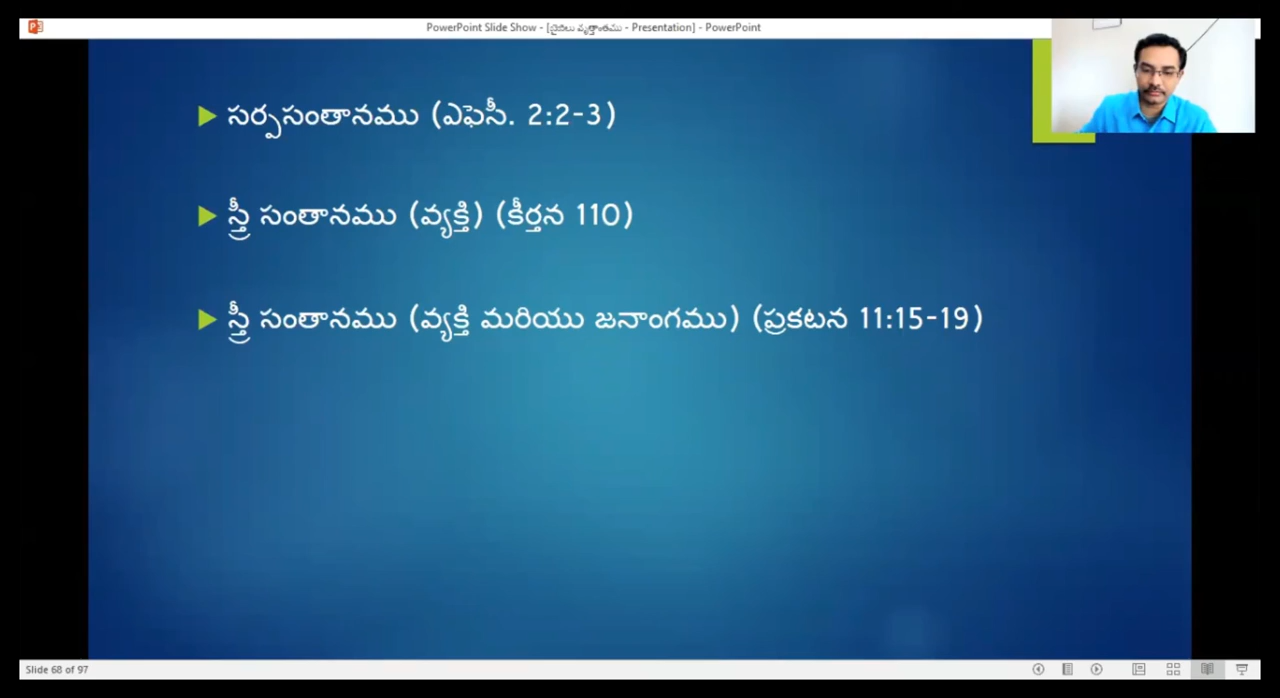 PowerPoint Slide Show - [బైబిలు వృత్తాంతము - Presentation] - PowerPoint
సర్పసంతానము (ఎఫెసీ. 2:2-3)
స్త్రీ సంతానము (వ్యక్తి) (కీర్తన 110)
స్త్రీ సంతానము (వ్యక్తి మరియు జనాంగము) (ప్రకటన 11:15-19)
Slide 68 of 97